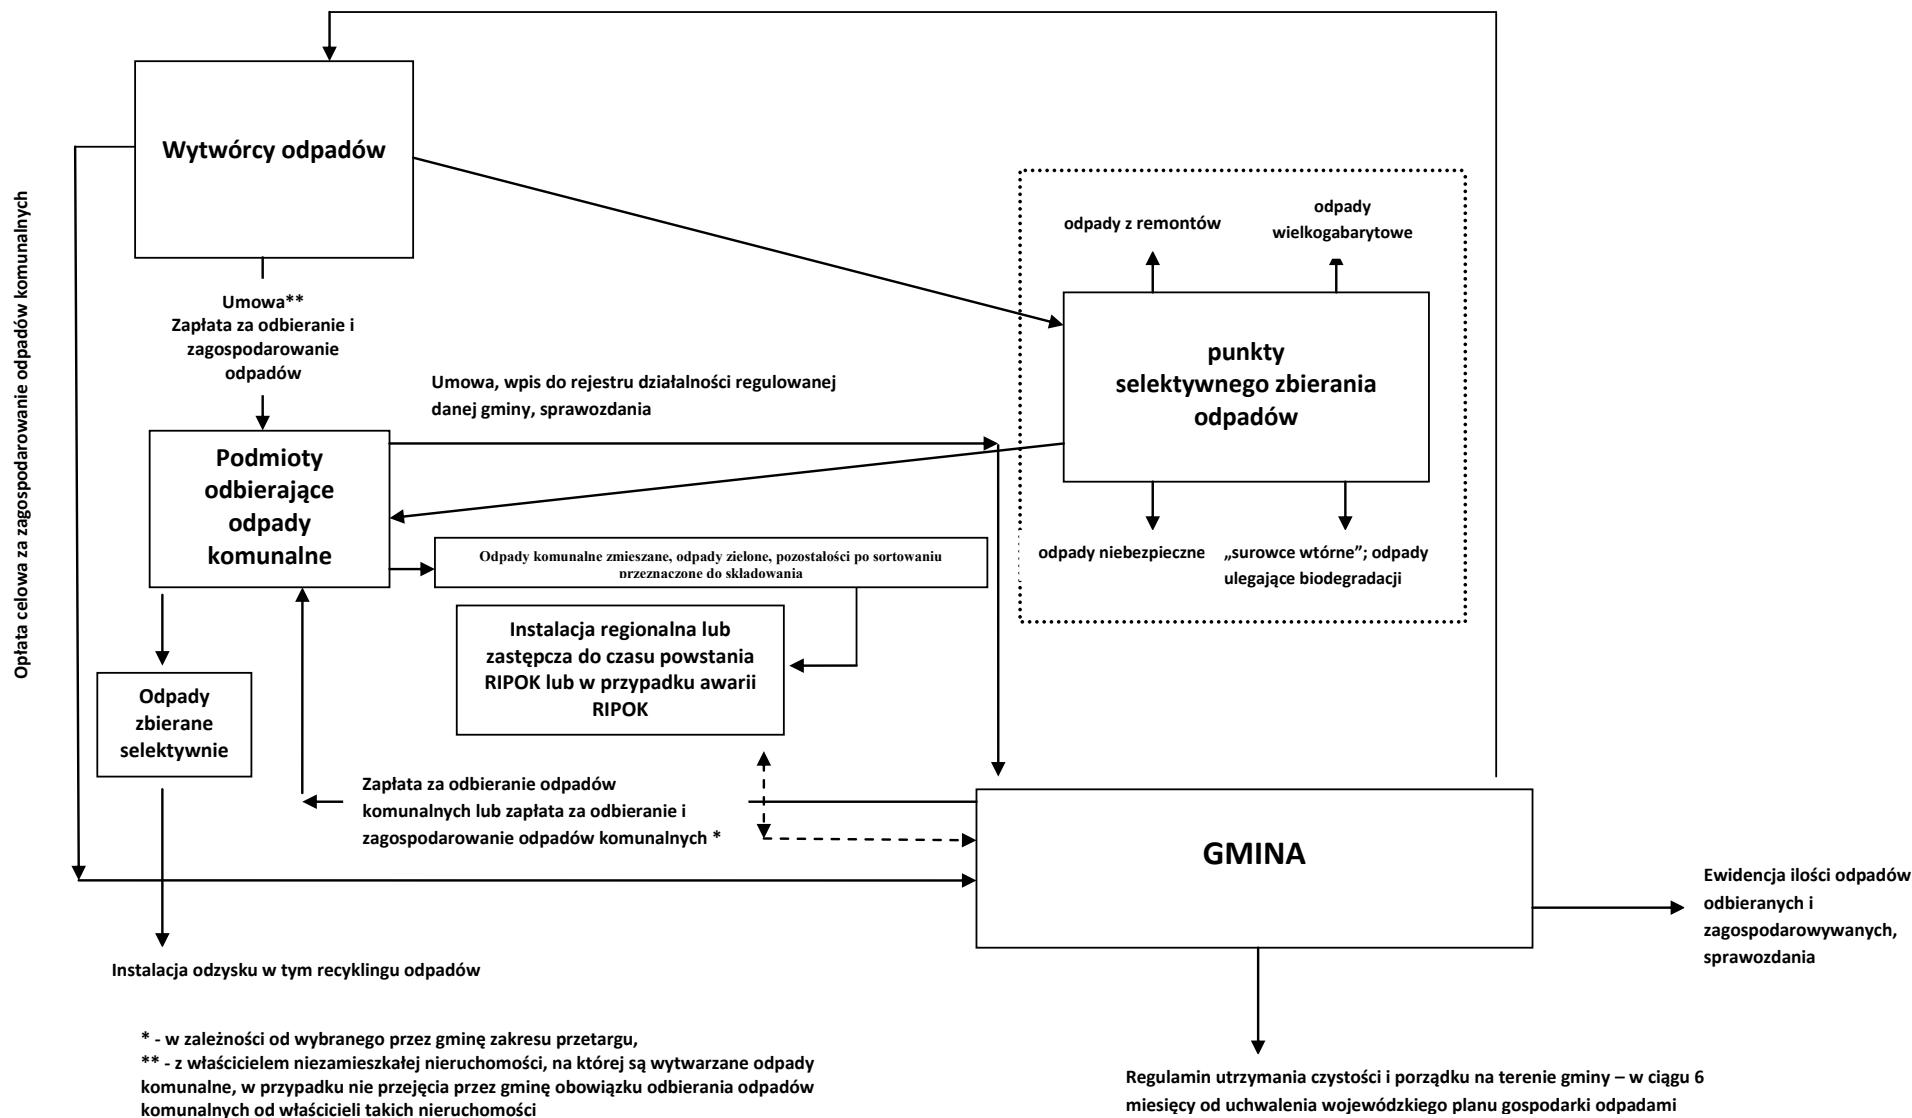 Opłata celowa za zagospodarowanie odpadów komunalnych
Wytwórcy odpadów
Umowa**
Zapłata za odbieranie i
zagospodarowanie
odpadów
odpady z remontów
odpady
wielkogabarytowe
punkty
selektywnego zbierania
odpadów
odpady niebezpieczne
„surowce wtórne”; odpady
ulegające biodegradacji
Umowa, wpis do rejestru działalności regulowanej
danej gminy, sprawozdania
Podmioty
odbierające
odpady
komunalne
Odpady komunalne zmieszane, odpady zielone, pozostałości po sortowaniu
przeznaczone do składowania
Instalacja regionalna lub
zastępcza do czasu powstania
RIPOK lub w przypadku awarii
RIPOK
Odpady
zbierane
selektywnie
Zapłata za odbieranie odpadów
komunalnych lub zapłata za odbieranie i
zagospodarowanie odpadów komunalnych *
GMINA
Ewidencja ilości odpadów
odbieranych i
zagospodarowywanych,
sprawozdania
Instalacja odzysku w tym recyklingu odpadów
* - w zależności od wybranego przez gminę zakresu przetargu,
** - z właścicielem niezamieszkałej nieruchomości, na której są wytwarzane odpady
komunalne, w przypadku nie przejęcia przez gminę obowiązku odbierania odpadów
komunalnych od właścicieli takich nieruchomości
Regulamin utrzymania czystości i porządku na terenie gminy – w ciągu 6
miesięcy od uchwalenia wojewódzkiego planu gospodarki odpadami